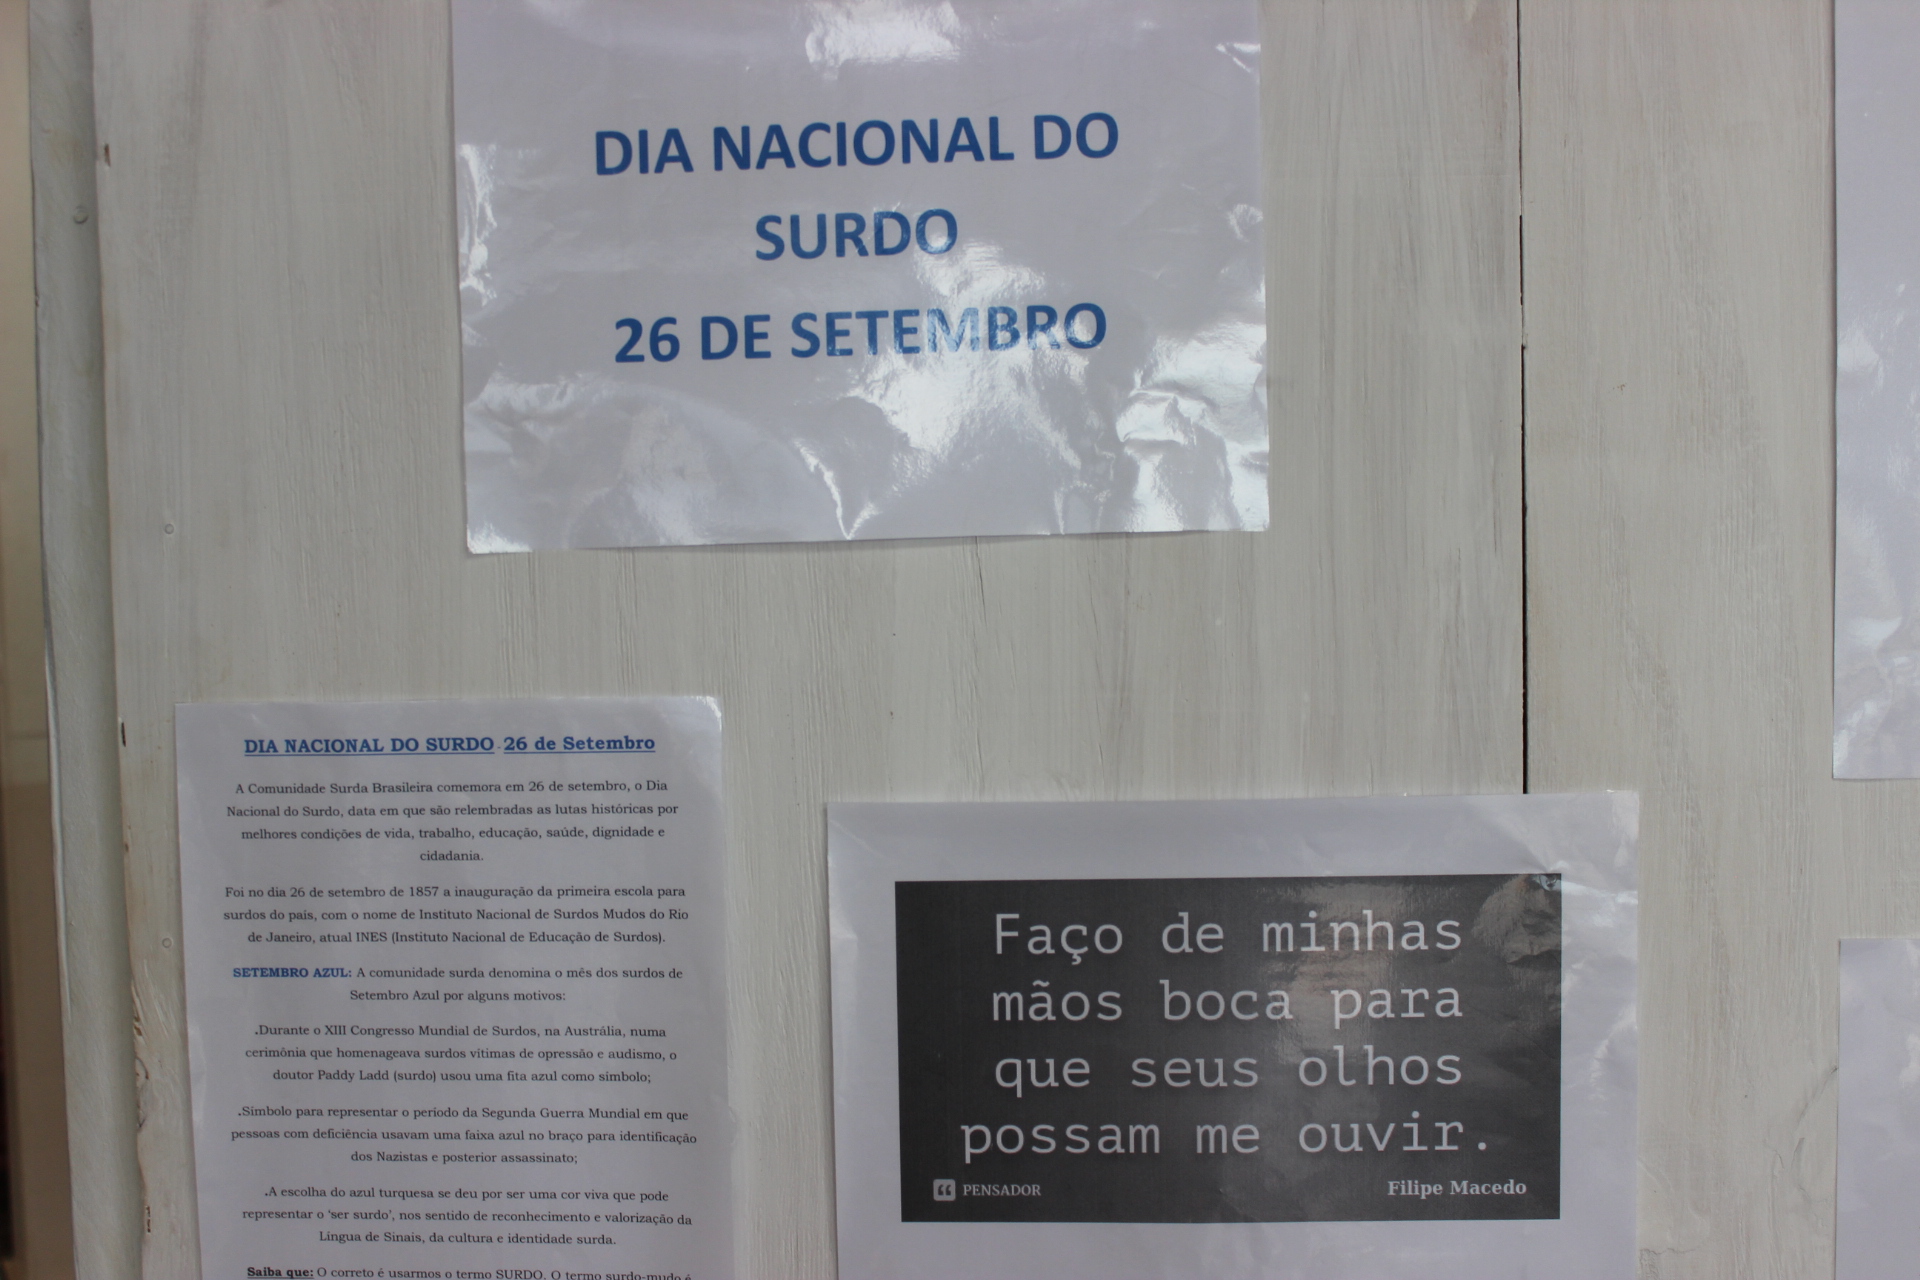 DIA NACIONAL DO
SURDO
26 DE SETEMBRO
DIA NACIONAL DO SURDO - 26 de Setembro
A Comunidade Surda Brasileira comemora em 26 de setembro, o Dia
Nacional do Surdo, data em que são relembradas as lutas históricas por
melhores condições de vida, trabalho, educação, saúde, dignidade e
cidadania.
Foi no dia 26 de setembro de 1857 a inauguração da primeira escola para
surdos do país, com o nome de Instituto Nacional de Surdos Mudos do Rio
de Janeiro, atual INES (Instituto Nacional de Educação de Surdos).
SETEMBRO AZUL: A comunidade surda denomina o mês dos surdos de
Setembro Azul por alguns motivos:
.Durante o XIII Congresso Mundial de Surdos, na Austrália, numa
cerimônia que homenageava surdos vítimas de opressão e audismo, o
doutor Paddy Ladd (surdo) usou uma fita azul como símbolo;
.Símbolo para representar o período da Segunda Guerra Mundial em que
pessoas com deficiência usavam uma faixa azul no braço para identificação
dos Nazistas e posterior assassinato;
.A escolha do azul turquesa se deu por ser uma cor viva que pode
representar o 'ser surdo', nos sentido de reconhecimento e valorização da
Língua de Sinais, da cultura e identidade surda.
Saiba que: O correto é usarmos o termo SURDO. O termo surdo-mudo é
Faço de minhas
mãos boca para
que seus olhos
possam me ouvir.
PENSADOR
Filipe Macedo